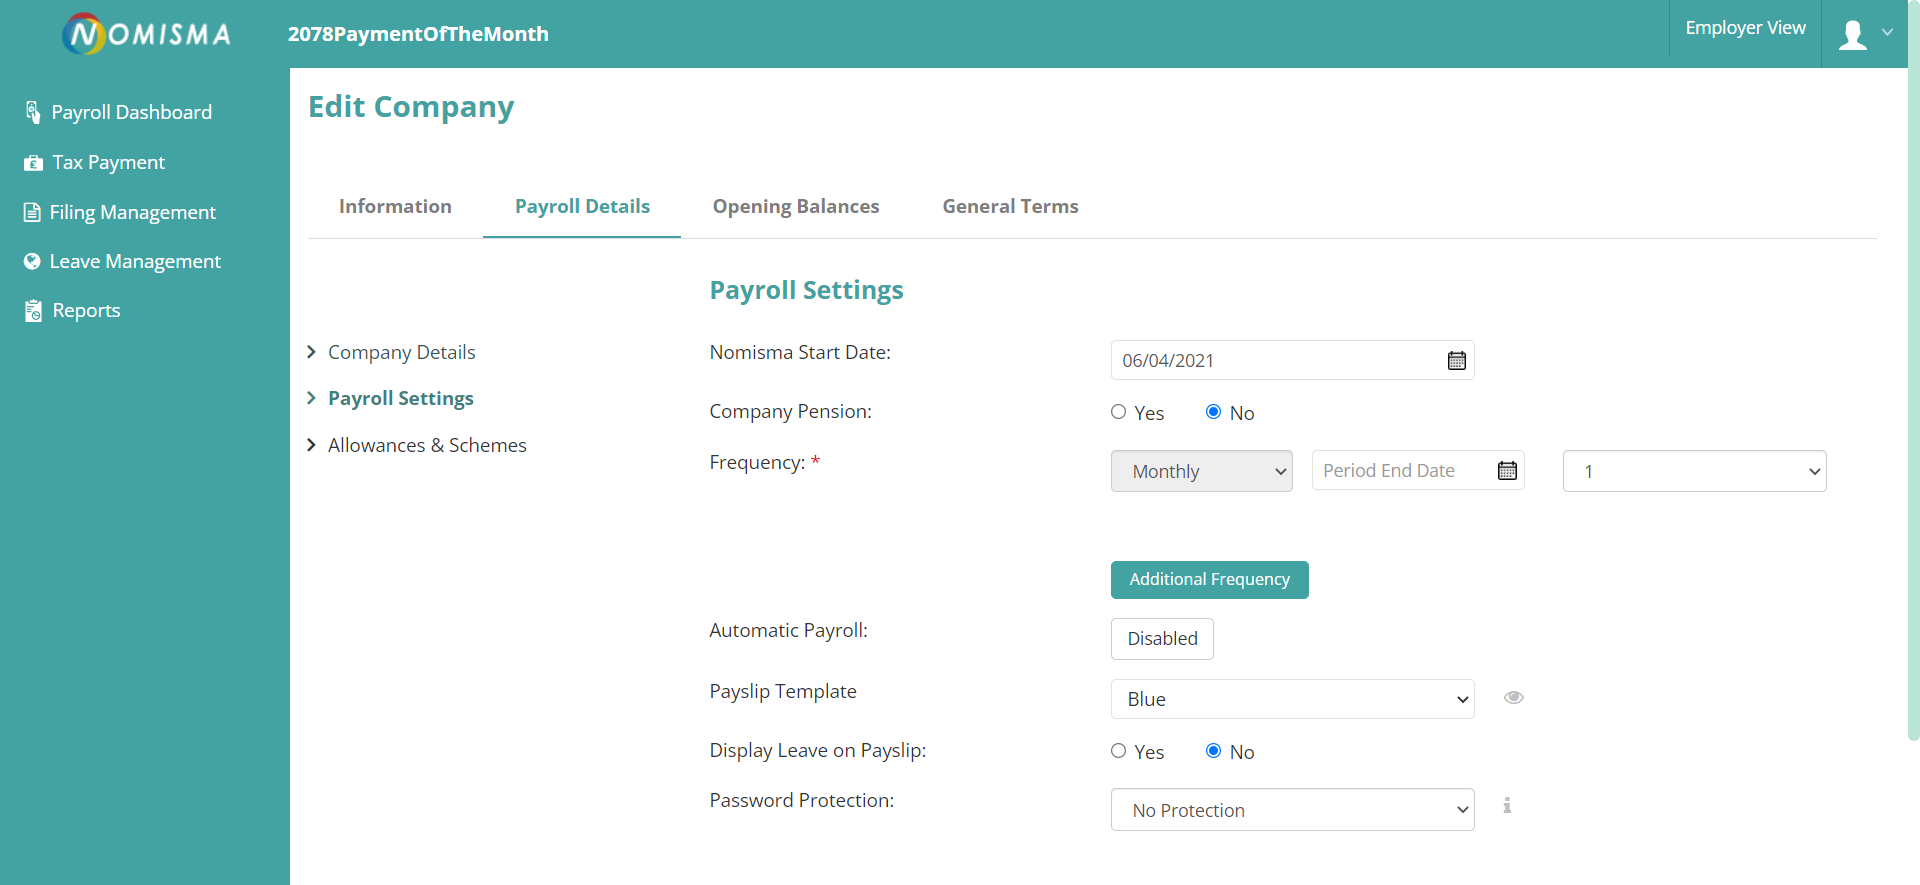 NOMISMA
2078PaymentOfTheMonth
Employer View
Payroll Dashboard
Tax Payment
Filing Management
Leave Management
Reports
Edit Company
Information
Payroll Details
Opening Balances
General Terms
Company Details
Payroll Settings
Allowances & Schemes
Payroll Settings
Nomisma Start Date:
06/04/2021
Company Pension:
Yes
No
Frequency: *
Monthly
Period End Date
1
Additional Frequency
Automatic Payroll:
Disabled
Payslip Template
Blue
Display Leave on Payslip:
Yes
No
Password Protection:
No Protection